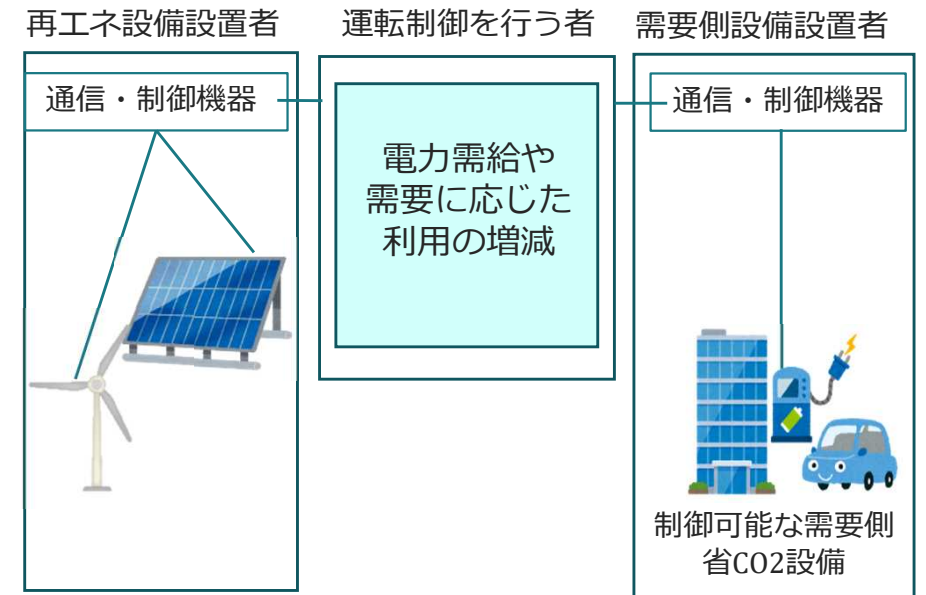 再エネ設備設置者
運転制御を行う者
需要側設備設置者
通信・制御機器
電力需給や
需要に応じた
利用の増減
通信・制御機器
制御可能な需要側
省CO2設備